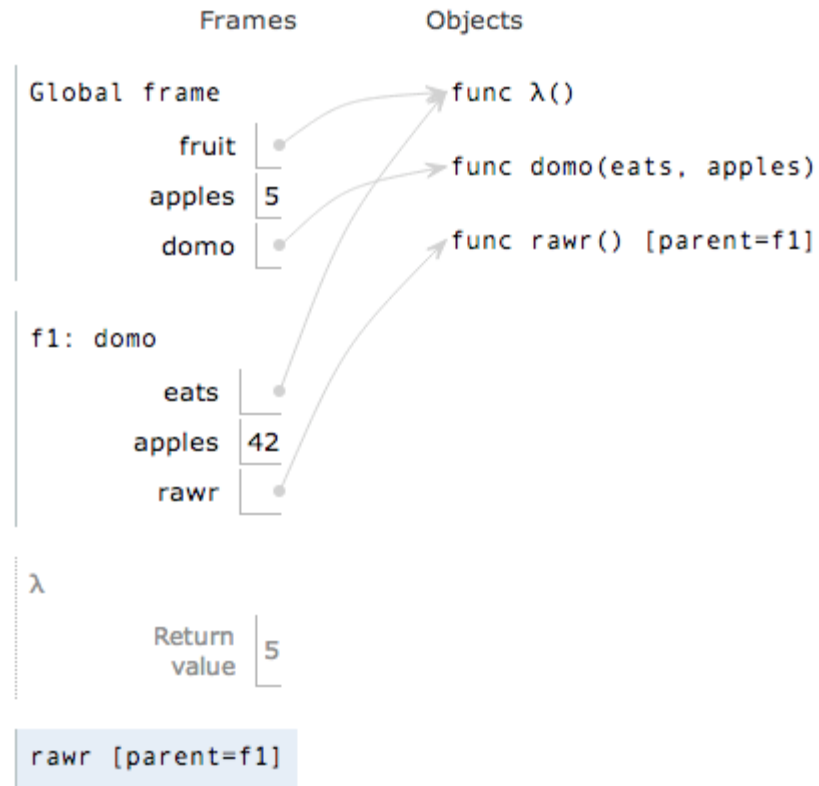 Frames Objects
Global frame
func λ()
fruit
func domo(eats, apples)
apples 5
domo
func rawr() [parent=f1]
f1: domo
eats
apples 42
rawr
λ
Return
value 5
rawr [parent=f1]